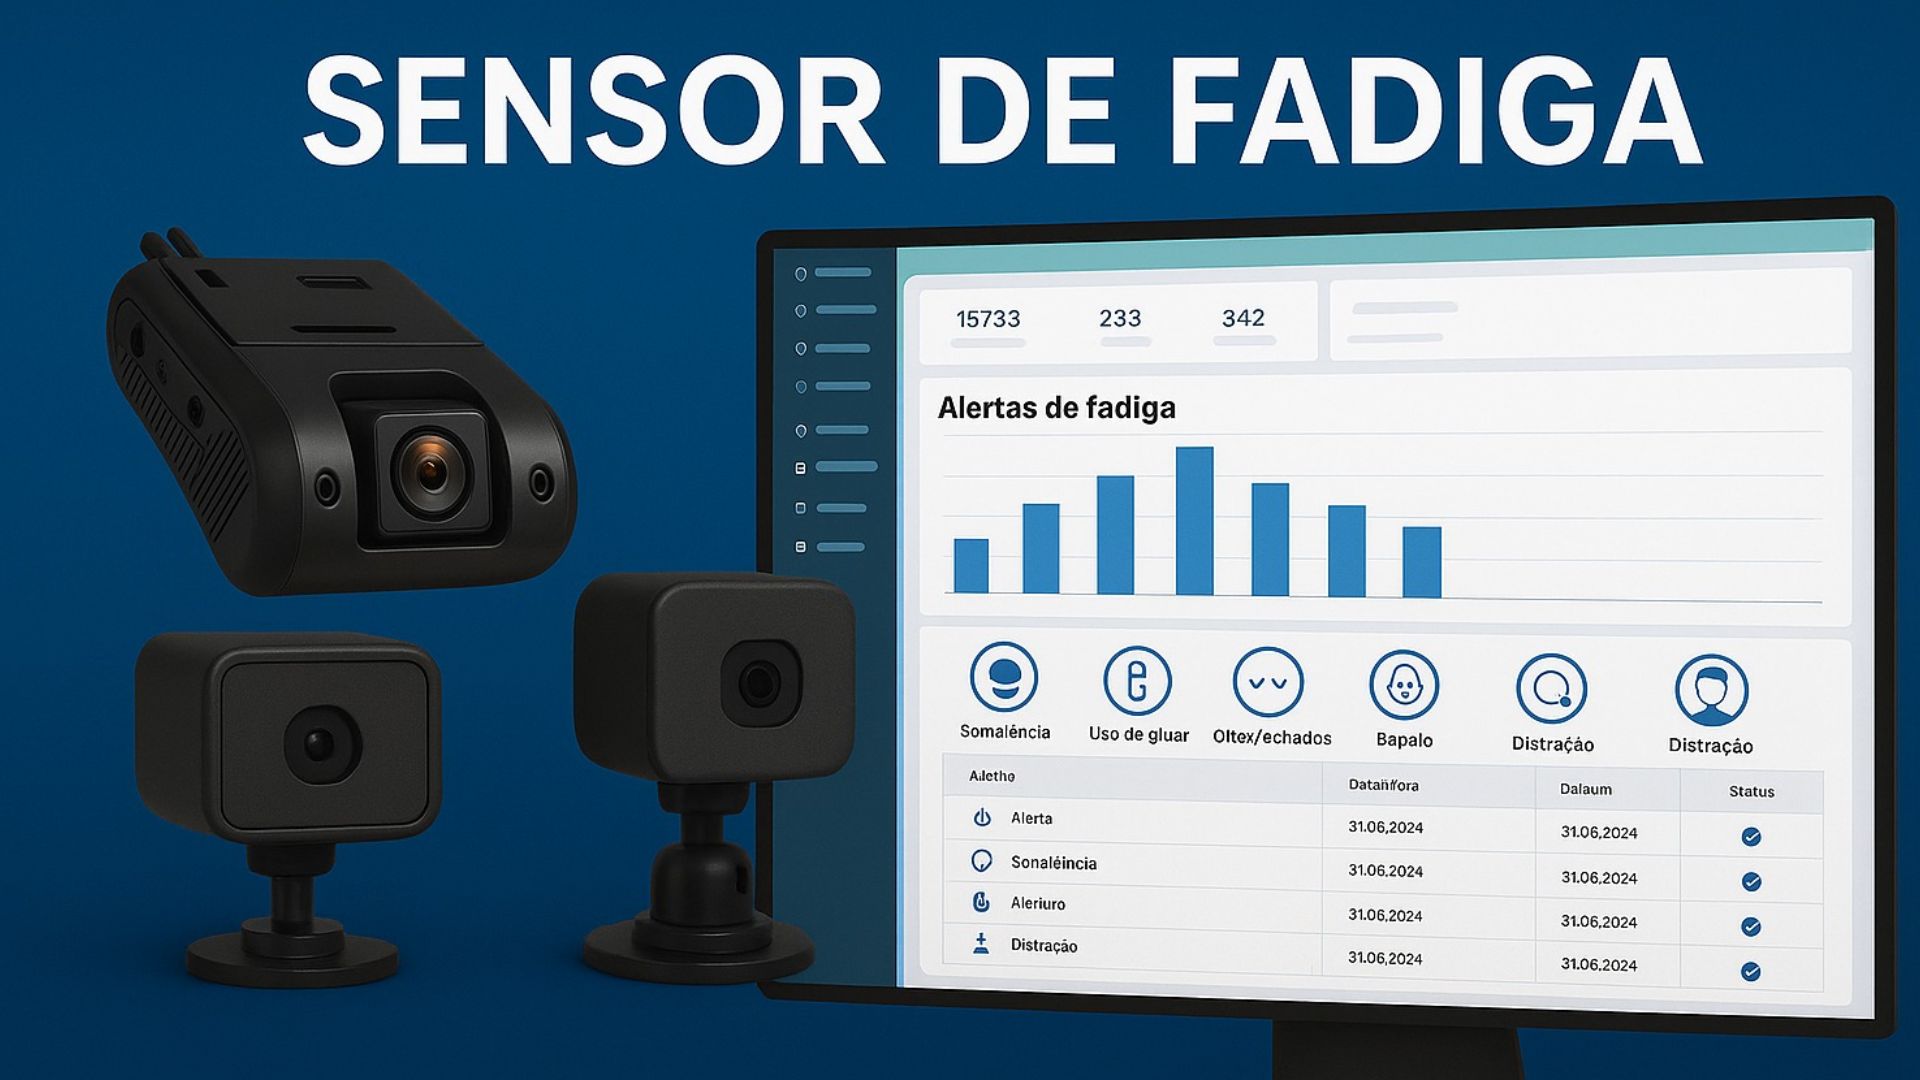 SENSOR DE FADIGA
15733 233 342
Alertas de fadiga
Somaléncia Uso de gluar Oltex/echados Bapalo Distraçáo Distraçáo
Ailetho Datañfora Dalaum Status
Alerta 31.06,2024 31.06,2024
Sonaléincia 31.06,2024 31.06,2024
Aleriuro 31.06,2024 31.06,2024
Distração 31.06,2024 31.06,2024